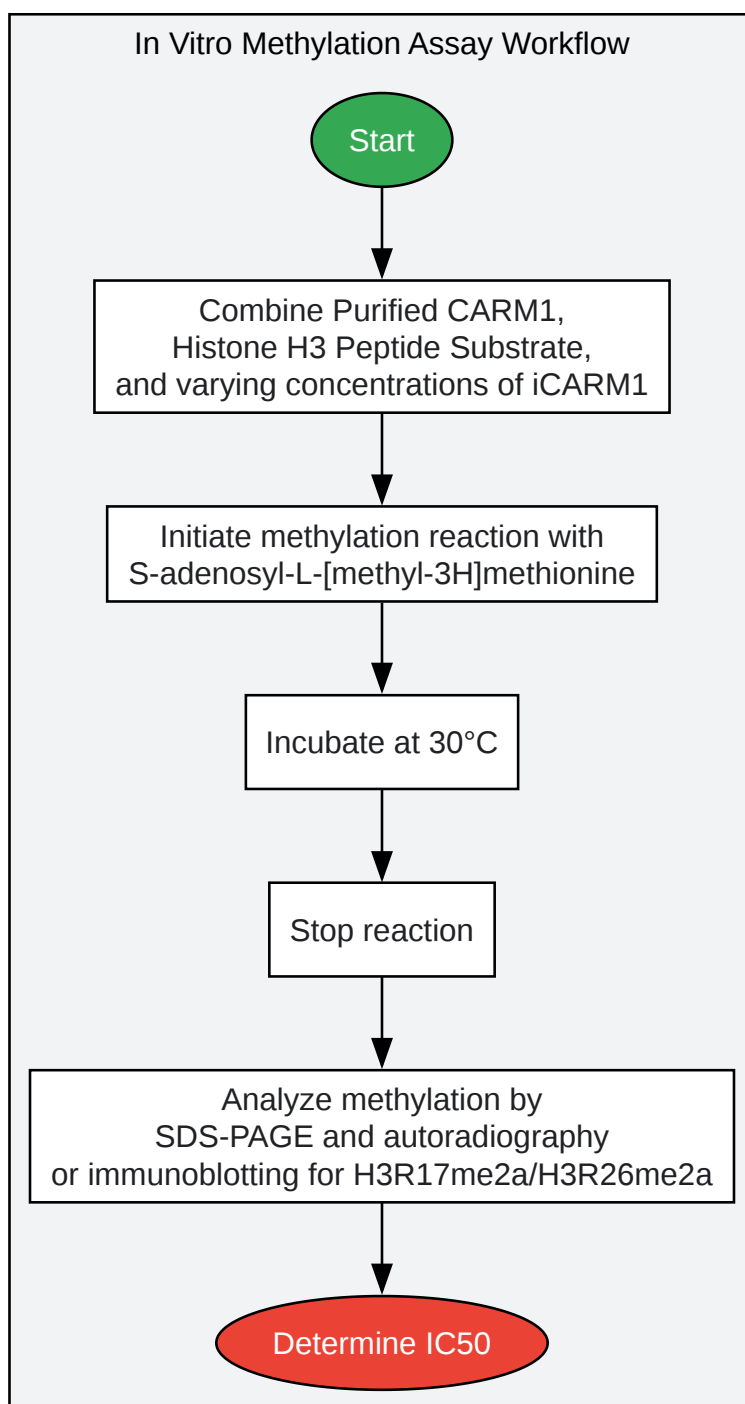 In Vitro Methylation Assay Workflow
Start
Combine Purified CARM1,
Histone H3 Peptide Substrate,
and varying concentrations of iCARM1
Initiate methylation reaction with
S-adenosyl-L-[methyl-3H]methionine
Incubate at 30°C
Stop reaction
Analyze methylation by
SDS-PAGE and autoradiography
or immunoblotting for H3R17me2a/H3R26me2a
Determine IC50